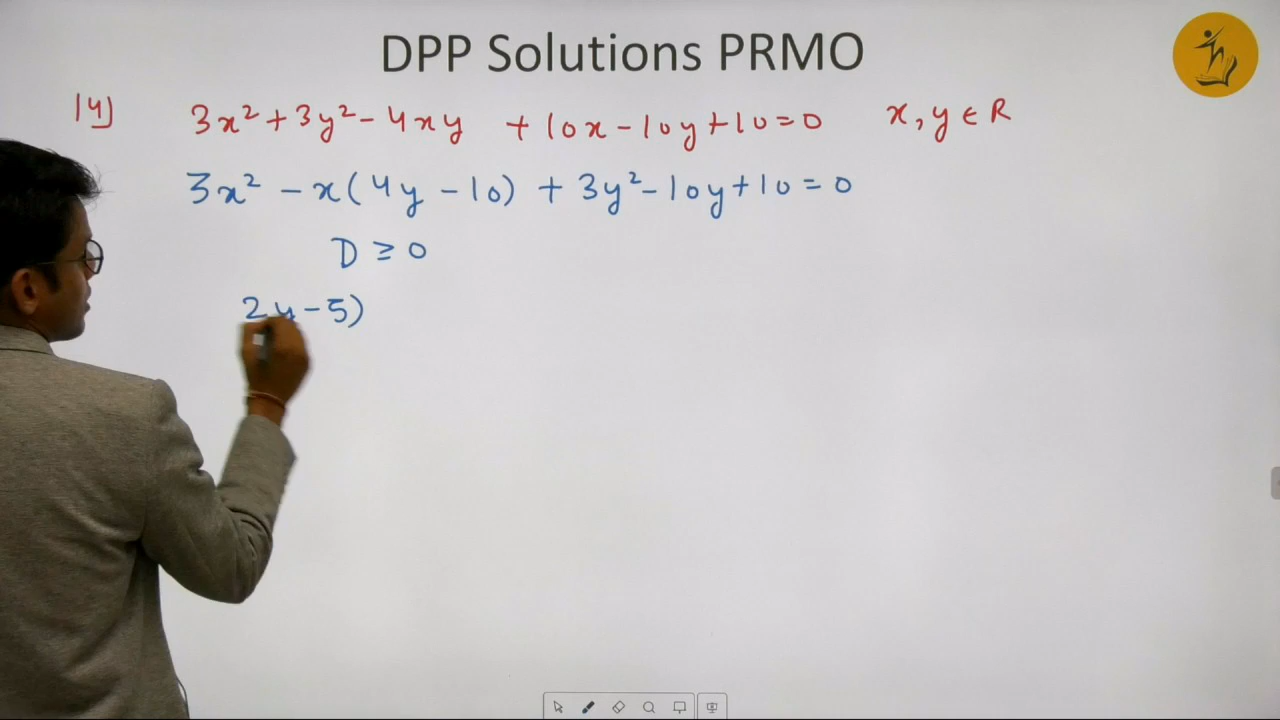 DPP Solutions PRMO
14) 3x² + 3y² - 4xy + 10x - 10y + 10 = 0 x, y ∈ R
3x² - x(4y - 10) + 3y² - 10y + 10 = 0
D ≥ 0
2y - 5)